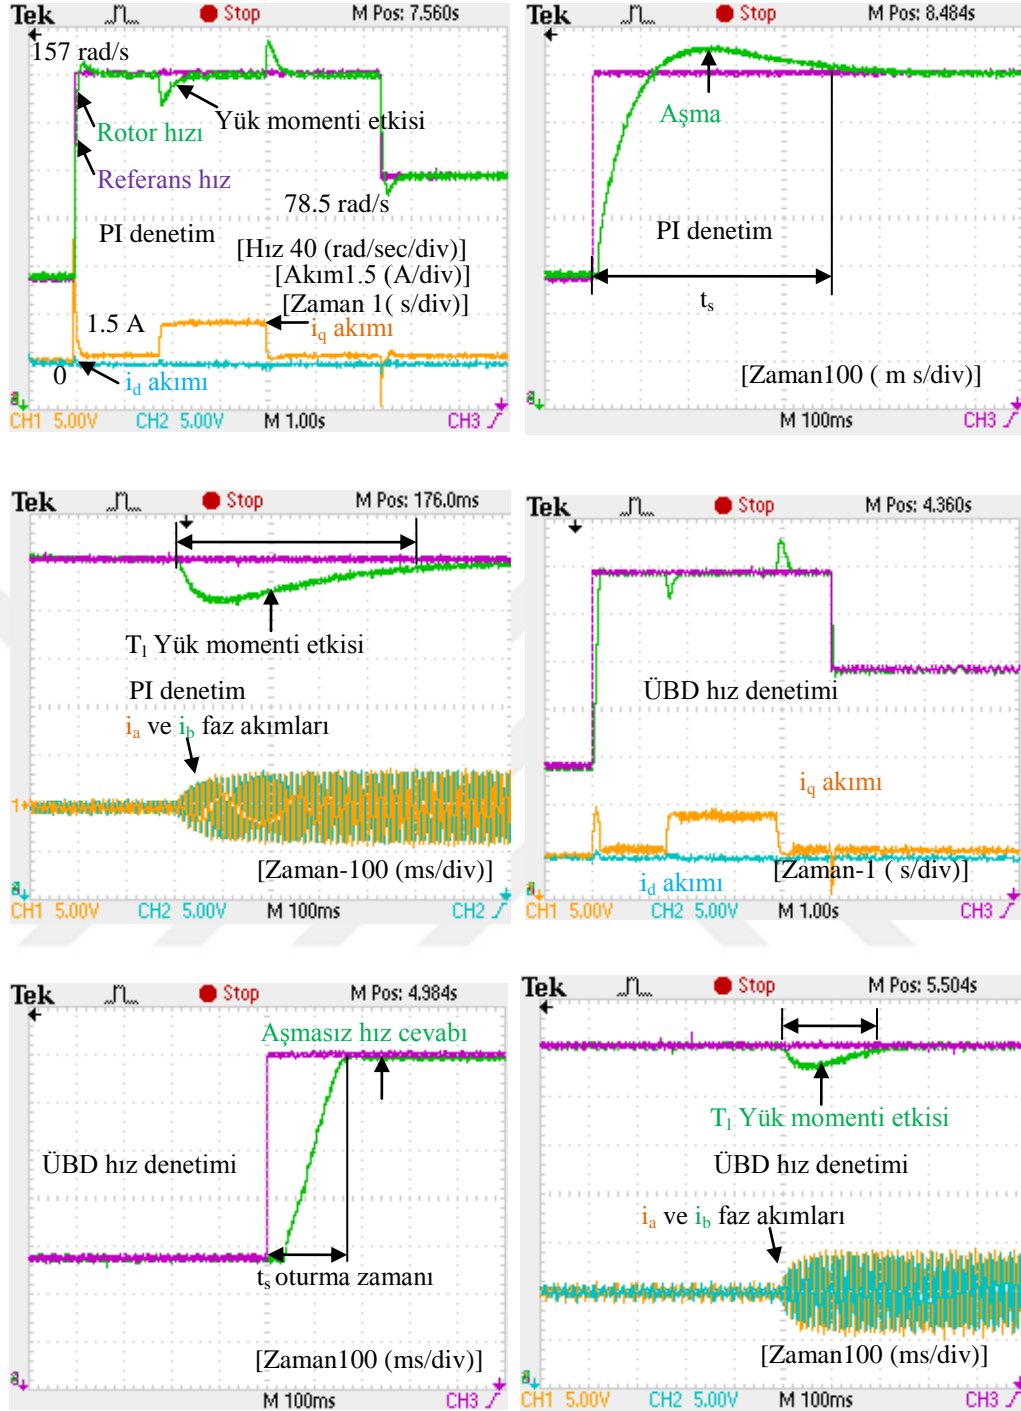 Tek Stop M Pos: 7.560s
157 rad/s
Yük momenti etkisi
Rotor hızı
Referans hız
78.5 rad/s
PI denetim
[Hız 40 (rad/sec/div)]
[Akım1.5 (A/div)]
[Zaman 1( s/div)]
1.5 A
iq akımı
0
id akımı
CH1 5.00V CH2 5.00V M 1.00s CH3
Tek Stop M Pos: 8.484s
Aşma
PI denetim
ts
[Zaman100 ( m s/div)]
M 100ms CH3
Tek Stop M Pos: 176.0ms
Tl Yük momenti etkisi
PI denetim
ia ve ib faz akımları
1
[Zaman-100 (ms/div)]
CH1 5.00V CH2 5.00V M 100ms CH2
Tek Stop M Pos: 4.360s
ÜBD hız denetimi
iq akımı
id akımı
[Zaman-1 ( s/div)]
CH1 5.00V CH2 5.00V M 1.00s CH3
Tek Stop M Pos: 4.984s
Aşmasız hız cevabı
ÜBD hız denetimi
ts oturma zamanı
[Zaman100 (ms/div)]
M 100ms CH3
Tek Stop M Pos: 5.504s
Tl Yük momenti etkisi
ÜBD hız denetimi
ia ve ib faz akımları
[Zaman100 (ms/div)]
CH1 5.00V CH2 5.00V M 100ms CH3